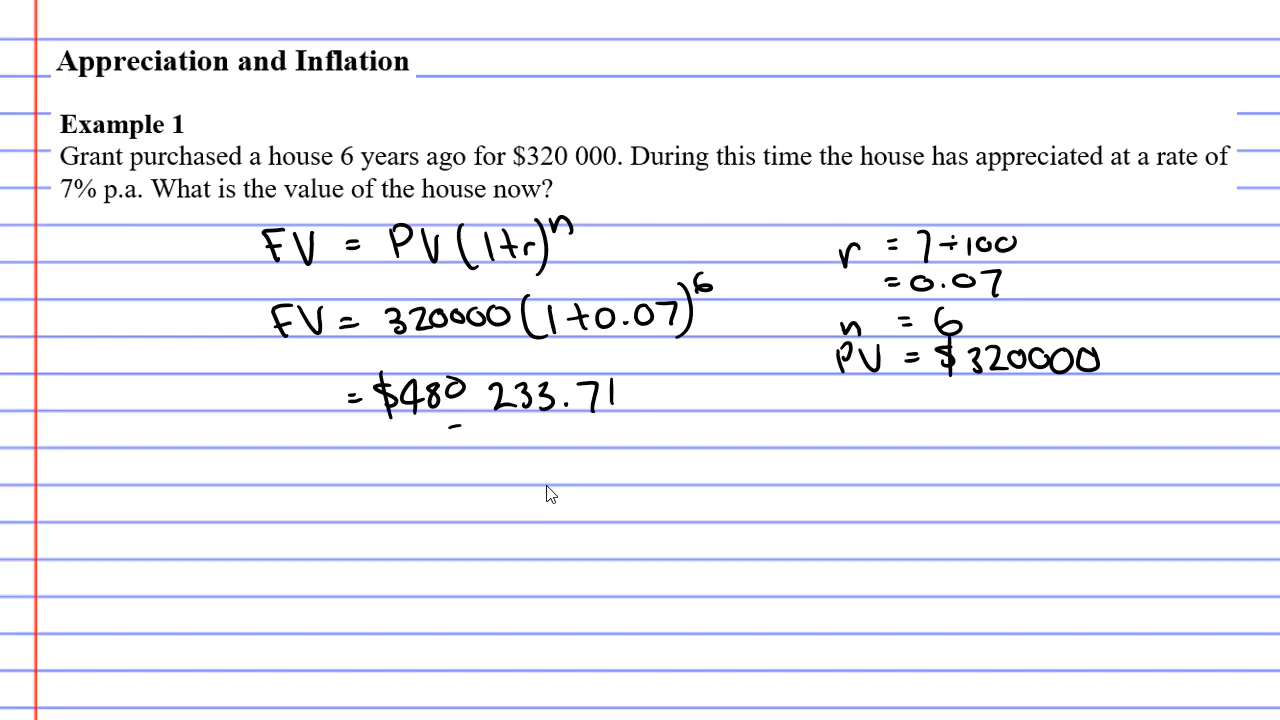 Appreciation and Inflation
Example 1
Grant purchased a house 6 years ago for $320 000. During this time the house has appreciated at a rate of
7% p.a. What is the value of the house now?
FV = PV(1+r)^n
FV = 320000(1+0.07)^6
= $480 233.71
r = 7÷100
= 0.07
n = 6
PV = $320000